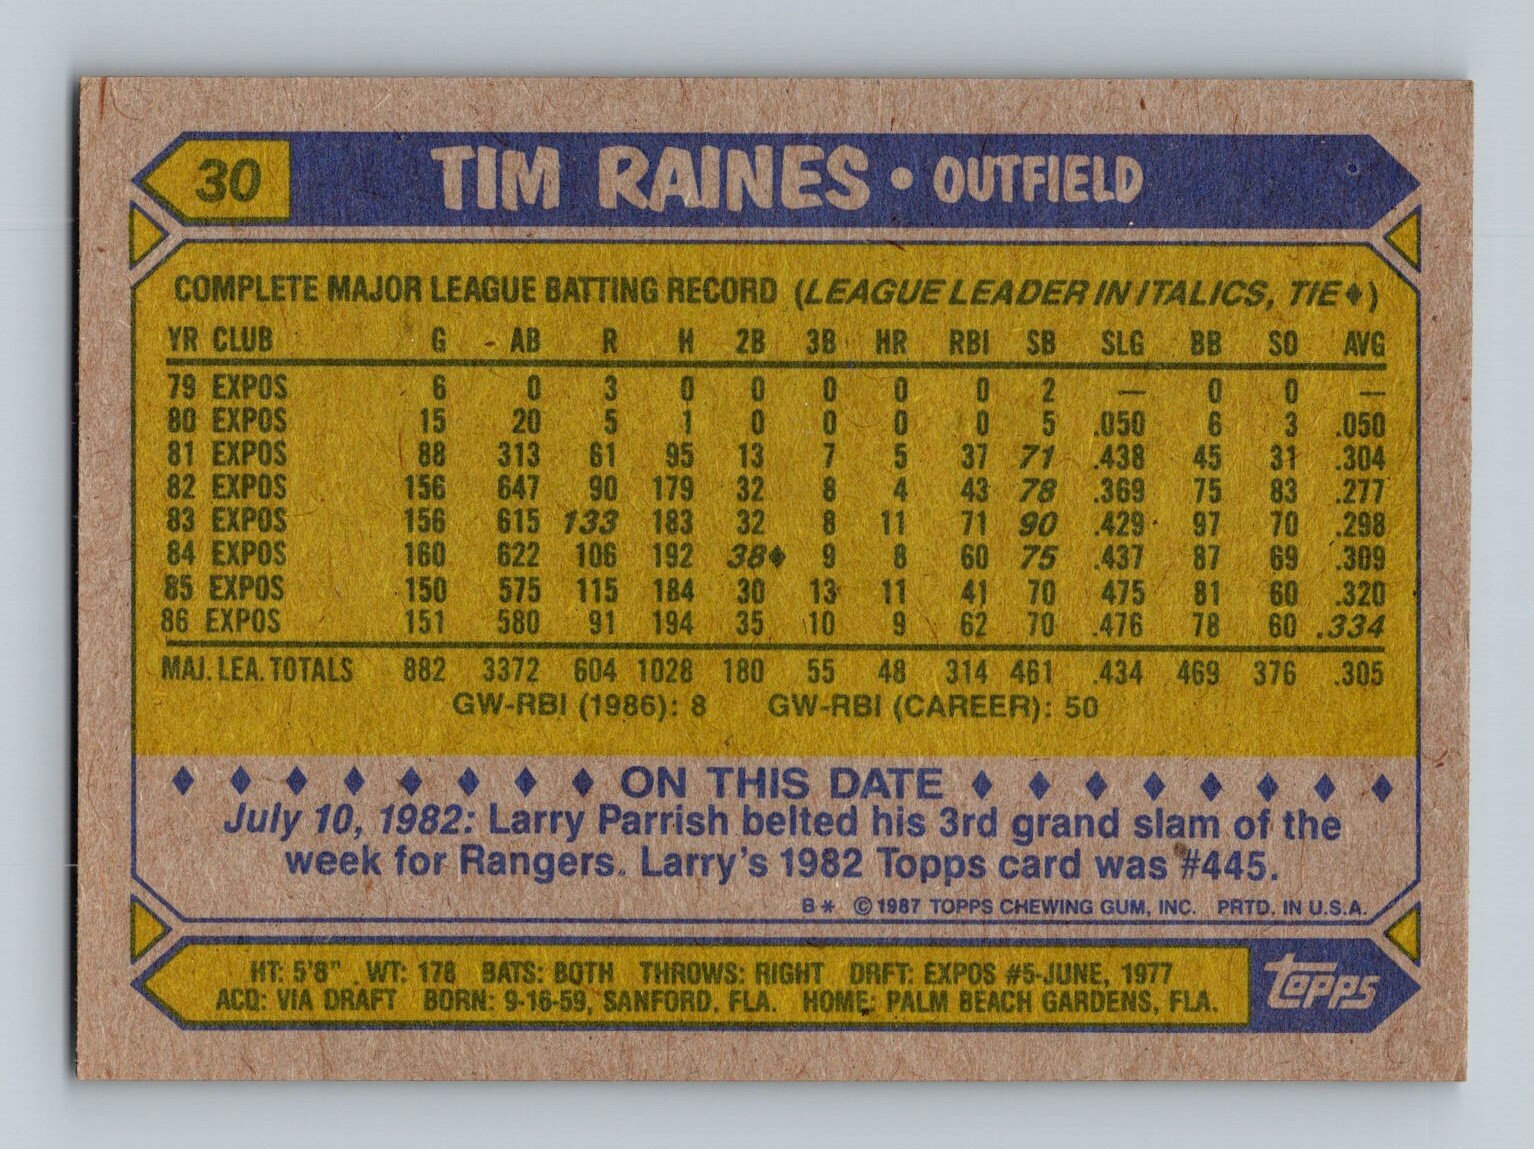 30 TIM RAINES • OUTFIELD
COMPLETE MAJOR LEAGUE BATTING RECORD (LEAGUE LEADER IN ITALICS, TIE♦)
YR CLUB G AB R H 2B 3B HR RBI SB SLG BB SO AVG
79 EXPOS 6 0 3 0 0 0 0 0 2 — 0 0 —
80 EXPOS 15 20 5 1 0 0 0 0 5 .050 6 3 .050
81 EXPOS 88 313 61 95 13 7 5 37 71 .438 45 31 .304
82 EXPOS 156 647 90 179 32 8 4 43 78 .369 75 83 .277
83 EXPOS 156 615 133 183 32 8 11 71 90 .429 97 70 .298
84 EXPOS 160 622 106 192 38♦ 9 8 60 75 .437 87 69 .309
85 EXPOS 150 575 115 184 30 13 11 41 70 .475 81 60 .320
86 EXPOS 151 580 91 194 35 10 9 62 70 .476 78 60 .334
MAJ. LEA. TOTALS 882 3372 604 1028 180 55 48 314 461 .434 469 376 .305
GW-RBI (1986): 8 GW-RBI (CAREER): 50
♦ ♦ ♦ ♦ ♦ ♦ ♦ ♦ ON THIS DATE ♦ ♦ ♦ ♦ ♦ ♦ ♦ ♦
July 10, 1982: Larry Parrish belted his 3rd grand slam of the
week for Rangers. Larry's 1982 Topps card was #445.
B* © 1987 TOPPS CHEWING GUM, INC. PRTD. IN U.S.A.
HT: 5'8" WT: 178 BATS: BOTH THROWS: RIGHT DRFT: EXPOS #5-JUNE, 1977
ACQ: VIA DRAFT BORN: 9-16-59, SANFORD, FLA. HOME: PALM BEACH GARDENS, FLA.
topps